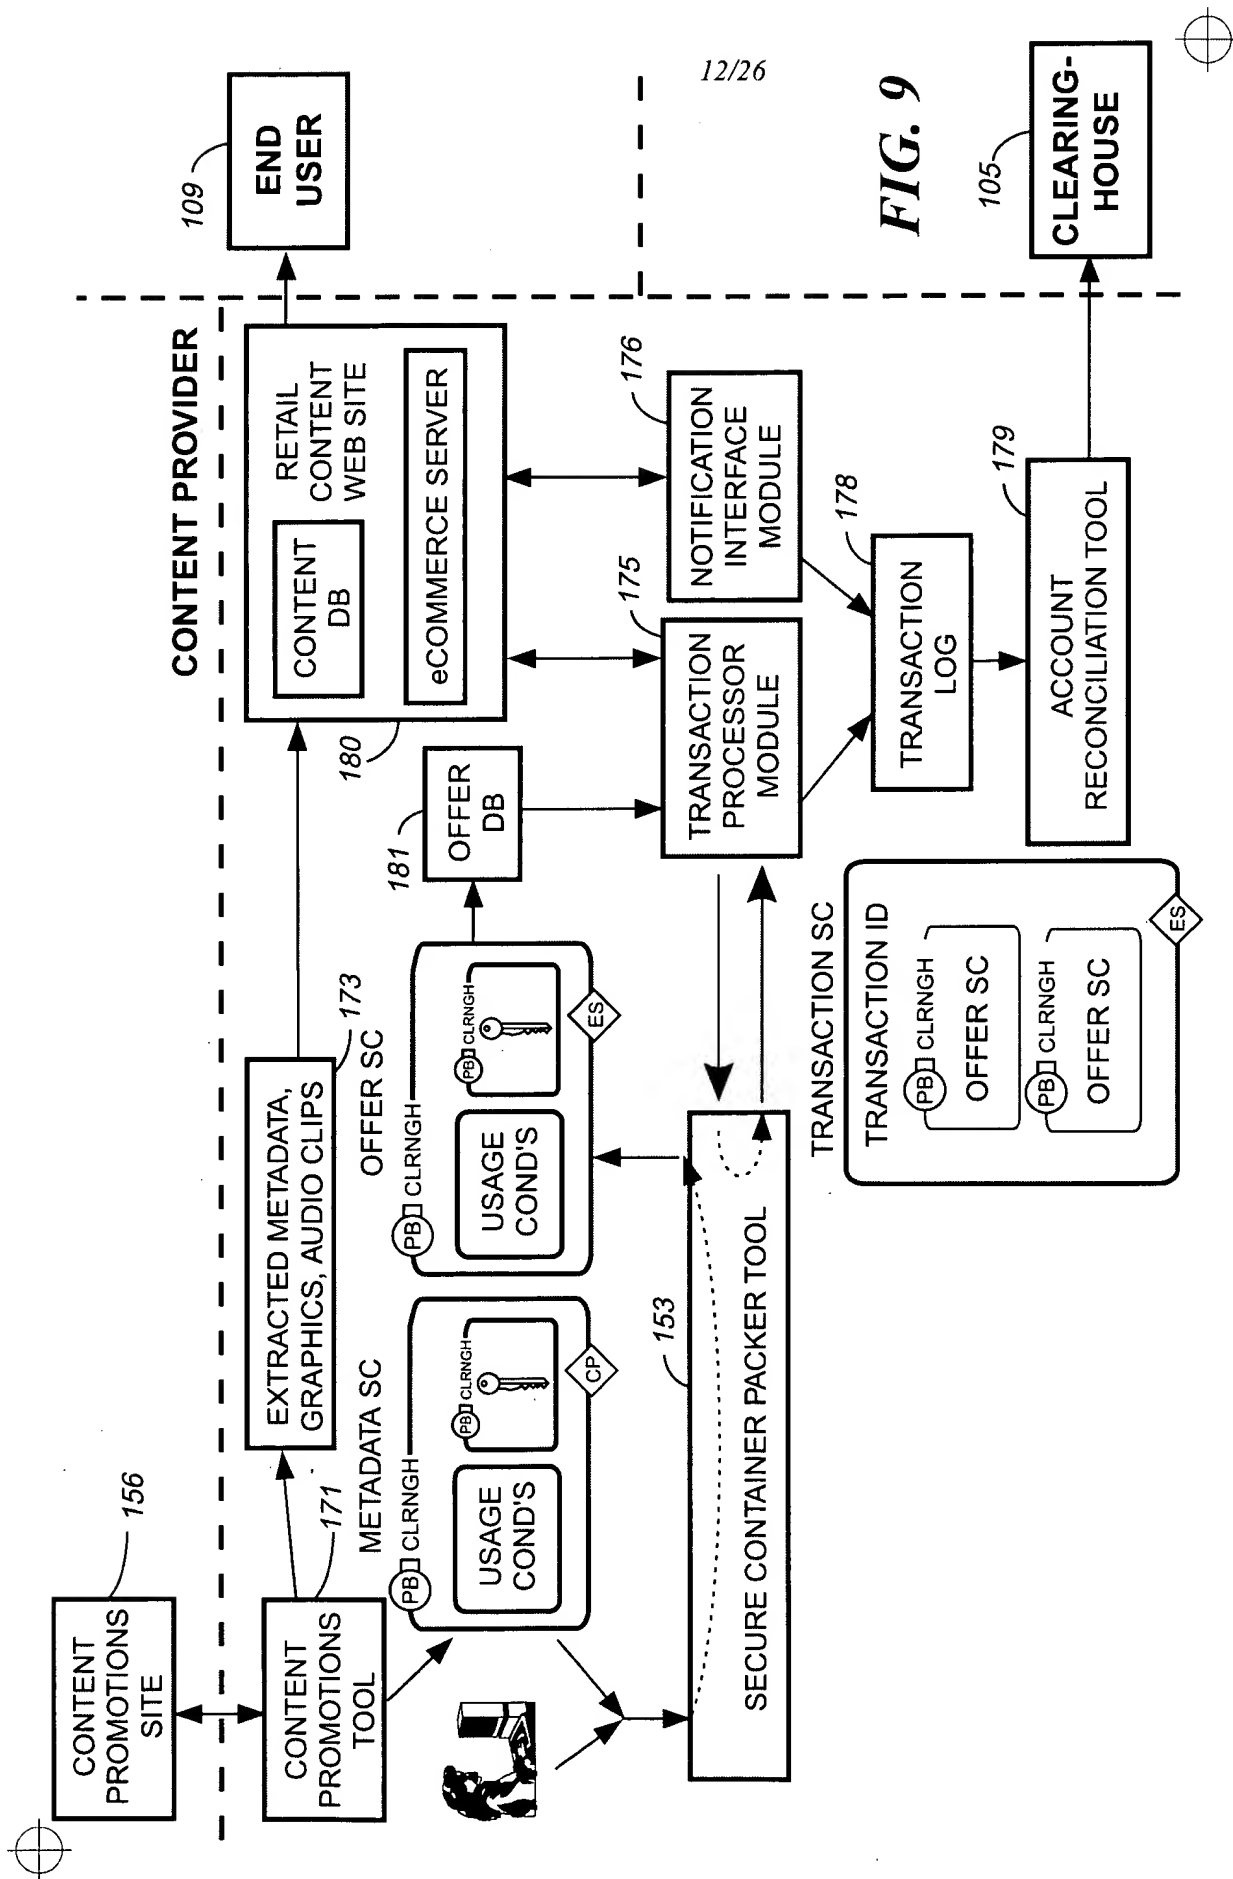 12/26
CONTENT PROVIDER
CONTENT
PROMOTIONS
SITE
156
CONTENT
PROMOTIONS
TOOL
171
EXTRACTED METADATA,
GRAPHICS, AUDIO CLIPS
173
RETAIL
CONTENT
WEB SITE
CONTENT
DB
eCOMMERCE SERVER
180
END
USER
109
METADATA SC
PB CLRNGH
USAGE
COND'S
PB CLRNGH
CP
OFFER SC
PB CLRNGH
USAGE
COND'S
PB CLRNGH
ES
OFFER
DB
181
SECURE CONTAINER PACKER TOOL
153
TRANSACTION
PROCESSOR
MODULE
175
NOTIFICATION
INTERFACE
MODULE
176
TRANSACTION
LOG
178
TRANSACTION SC
TRANSACTION ID
PB CLRNGH
OFFER SC
PB CLRNGH
OFFER SC
ES
ACCOUNT
RECONCILIATION TOOL
179
CLEARING-
HOUSE
105
FIG. 9